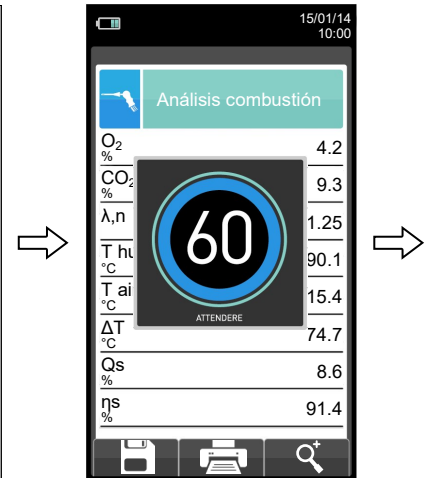 15/01/14
10:00
Análisis combustión
O2
% 4.2
CO2
% 9.3
λ,n 1.25
T hu
°C 90.1
T ai
°C 15.4
ΔT
°C 74.7
Qs
% 8.6
ηs
% 91.4
60
ATTENDERE